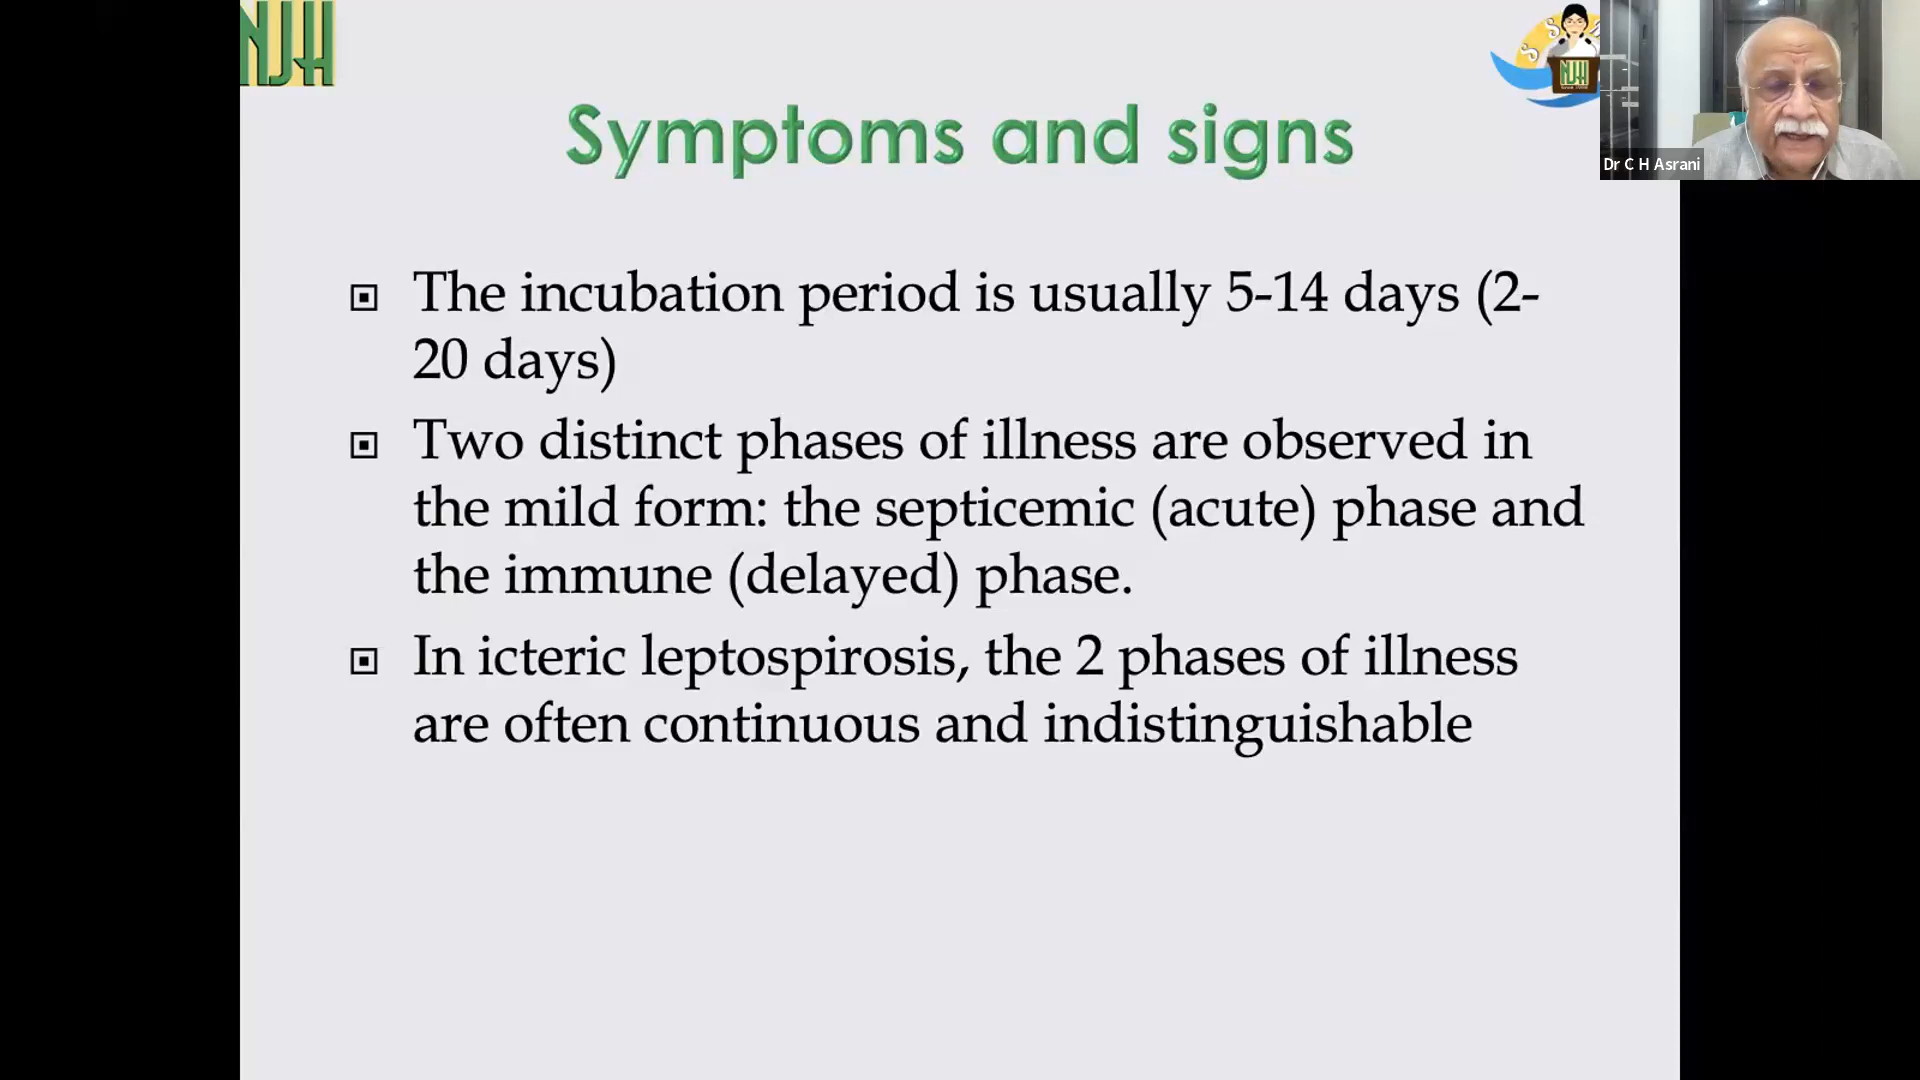 NJH
S S
NJH
Dr C H Asrani
Symptoms and signs
The incubation period is usually 5-14 days (2-
20 days)
Two distinct phases of illness are observed in
the mild form: the septicemic (acute) phase and
the immune (delayed) phase.
In icteric leptospirosis, the 2 phases of illness
are often continuous and indistinguishable